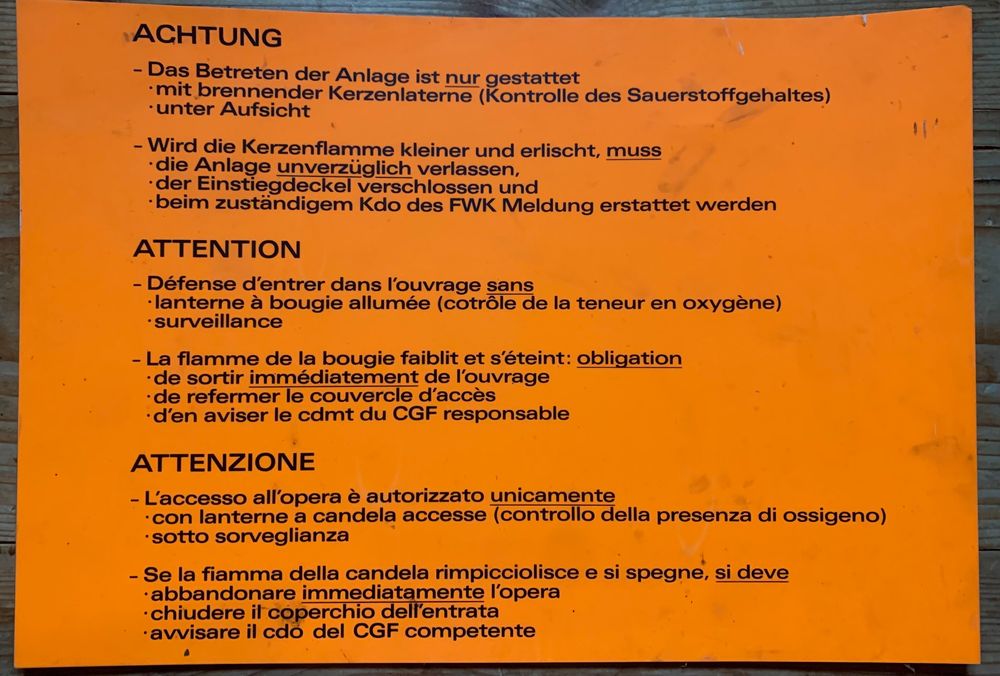 ACHTUNG
- Das Betreten der Anlage ist nur gestattet
·mit brennender Kerzenlaterne (Kontrolle des Sauerstoffgehaltes)
·unter Aufsicht
- Wird die Kerzenflamme kleiner und erlischt, muss
·die Anlage unverzüglich verlassen,
·der Einstiegdeckel verschlossen und
·beim zuständigem Kdo des FWK Meldung erstattet werden
ATTENTION
- Défense d'entrer dans l'ouvrage sans
·lanterne à bougie allumée (cotrôle de la teneur en oxygène)
·surveillance
- La flamme de la bougie faiblit et s'éteint: obligation
·de sortir immédiatement de l'ouvrage
·de refermer le couvercle d'accès
·d'en aviser le cdmt du CGF responsable
ATTENZIONE
- L'accesso all'opera è autorizzato unicamente
·con lanterne a candela accesse (controllo della presenza di ossigeno)
·sotto sorveglianza
- Se la fiamma della candela rimpicciolisce e si spegne, si deve
·abbandonare immediatamente l'opera
·chiudere il coperchio dell'entrata
·avvisare il cdo del CGF competente